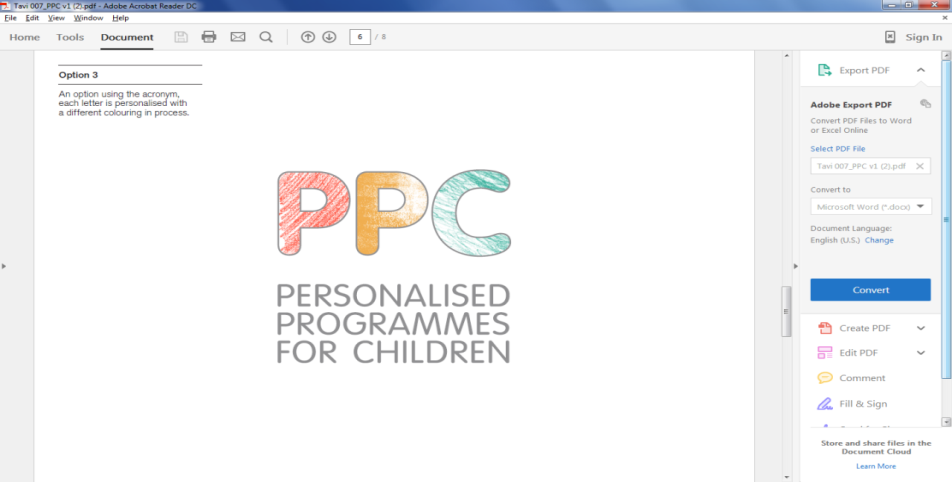 Tavi 007_PPC v1 (2).pdf - Adobe Acrobat Reader DC
File Edit View Window Help
Home Tools Document 6 / 8 Sign In
Option 3
An option using the acronym,
each letter is personalised with
a different colouring in process.
PPC
PERSONALISED
PROGRAMMES
FOR CHILDREN
Export PDF
Adobe Export PDF
Convert PDF Files to Word
or Excel Online
Select PDF File
Tavi 007_PPC v1 (2).pdf
Convert to
Microsoft Word (*.docx)
Document Language:
English (U.S.) Change
Convert
Create PDF
Edit PDF
Comment
Fill & Sign
Store and share files in the
Document Cloud
Learn More